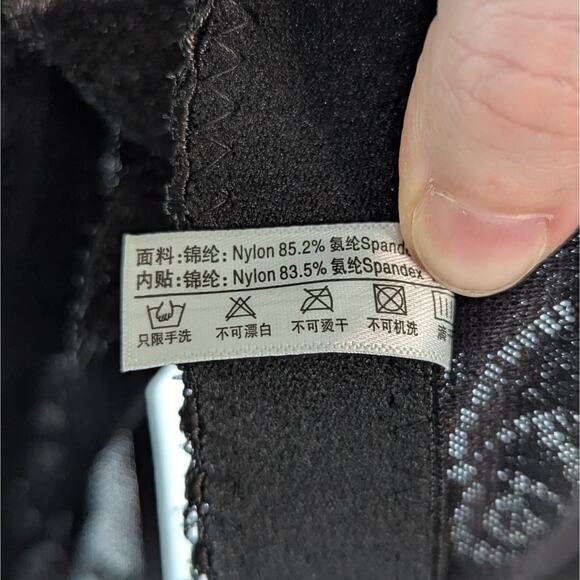 面料:锦纶: Nylon 85.2% 氨纶Spand
内贴:锦纶: Nylon 83.5% 氨纶Spandex
只限手洗 不可漂白 不可烫干 不可机洗 滴